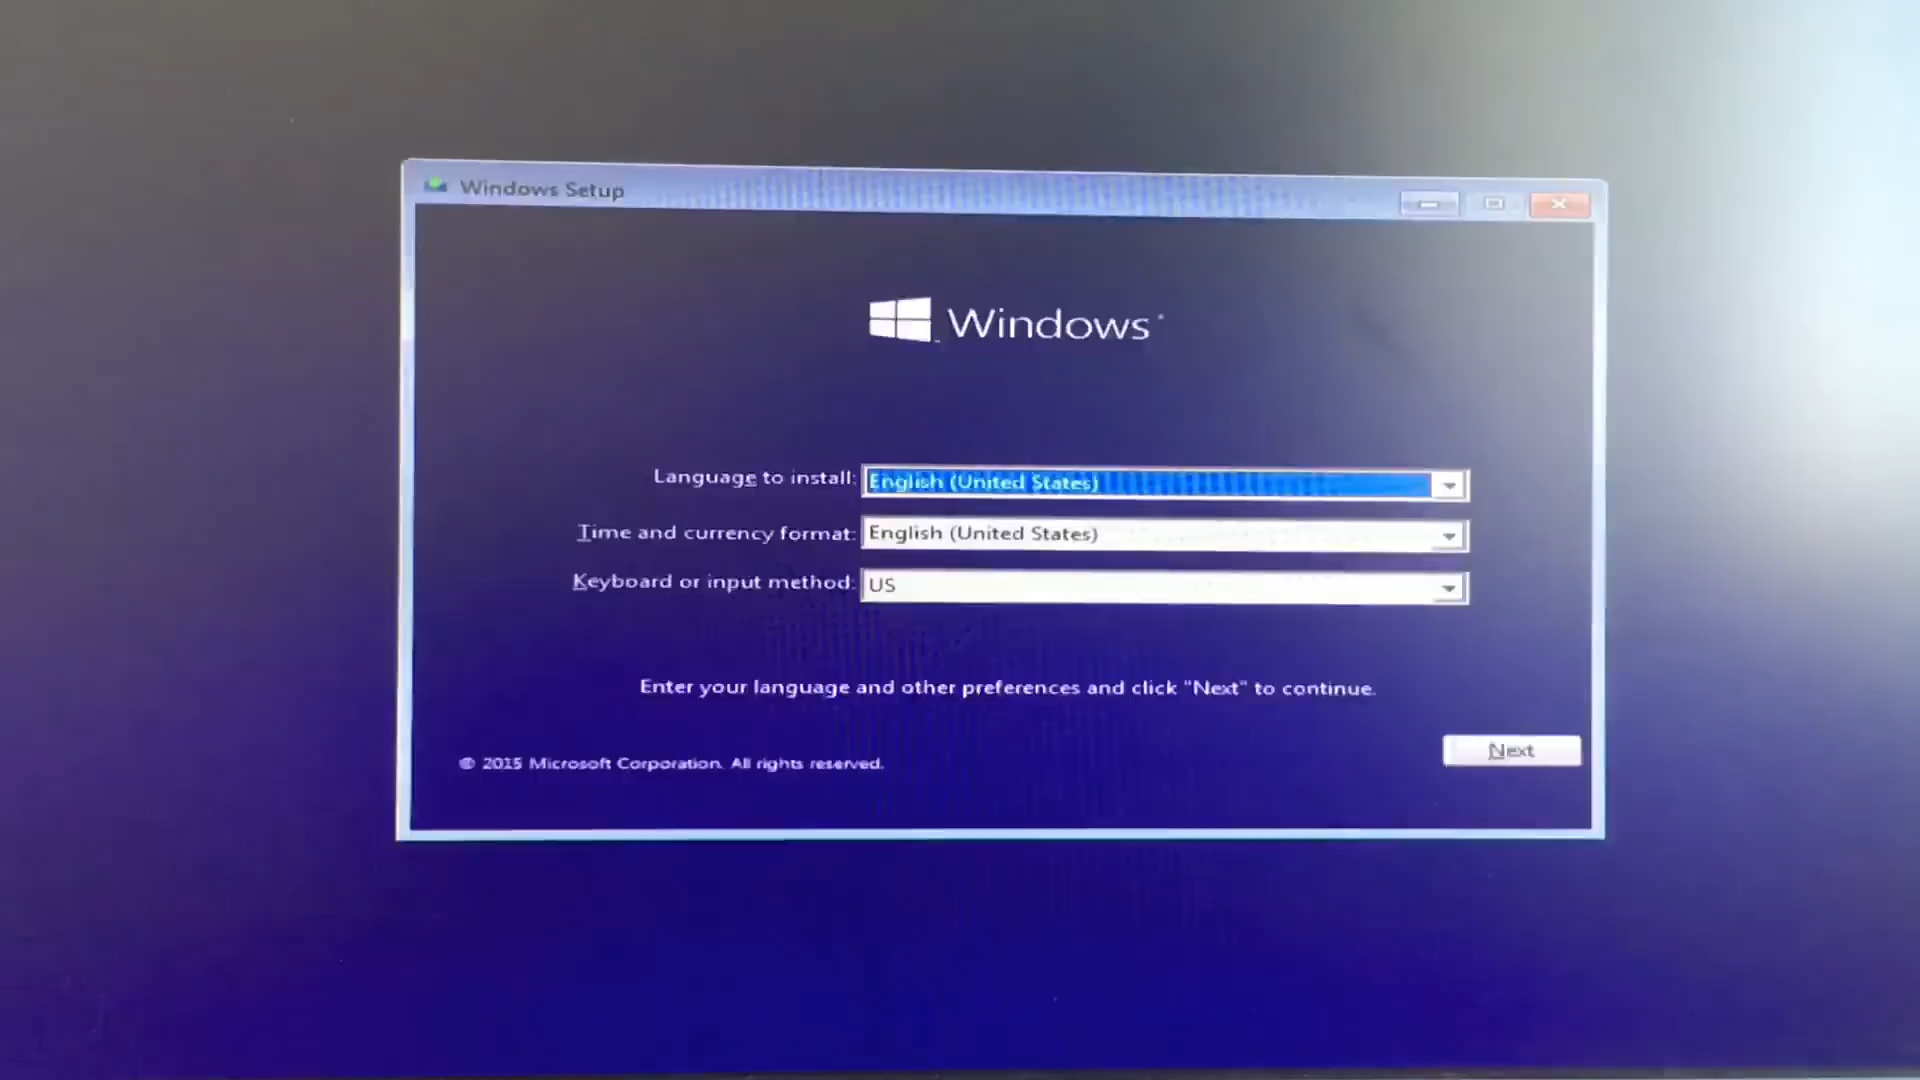 Windows Setup
Windows
Language to install: English (United States)
Time and currency format: English (United States)
Keyboard or input method: US
Enter your language and other preferences and click "Next" to continue.
© 2015 Microsoft Corporation. All rights reserved.
Next